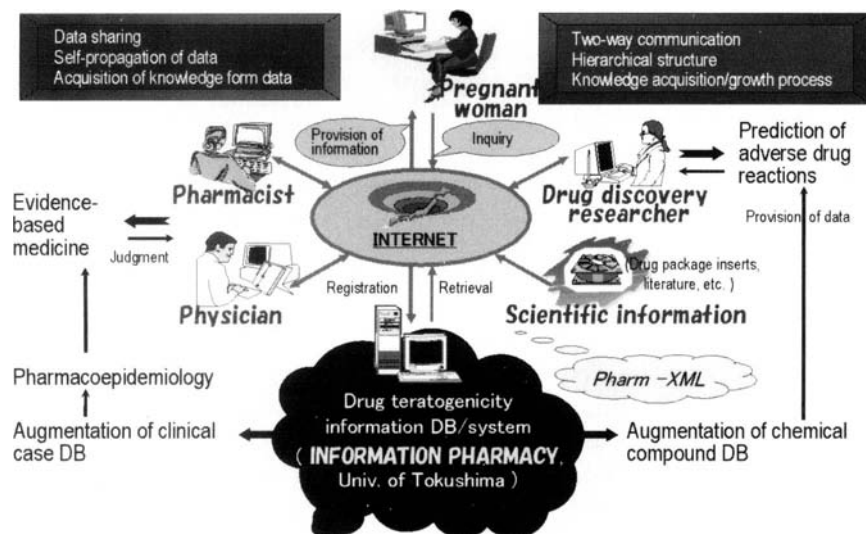 Data sharing
Self-propagation of data
Acquisition of knowledge form data
Two-way communication
Hierarchical structure
Knowledge acquisition/growth process
Pregnant
woman
Provision of
information
Inquiry
Pharmacist
Drug discovery
researcher
Prediction of
adverse drug
reactions
Evidence-
based
medicine
Judgment
INTERNET
Provision of data
Physician
Registration
Retrieval
(Drug package inserts,
literature, etc. )
Scientific information
Pharmacoepidemiology
Pharm -XML
Augmentation of clinical
case DB
Drug teratogenicity
information DB/system
( INFORMATION PHARMACY,
Univ. of Tokushima )
Augmentation of chemical
compound DB